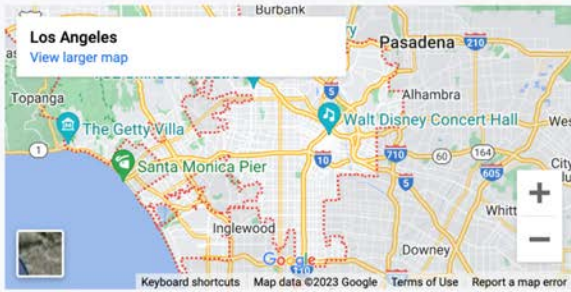 Burbank
Los Angeles
View larger map
Pasadena
210
5
Topanga
Alhambra
The Getty Villa
Walt Disney Concert Hall
1
10
710
60
164
Santa Monica Pier
605
5
City
+
Whitt
Inglewood
−
Downey
Google
110
Keyboard shortcuts Map data ©2023 Google Terms of Use Report a map error